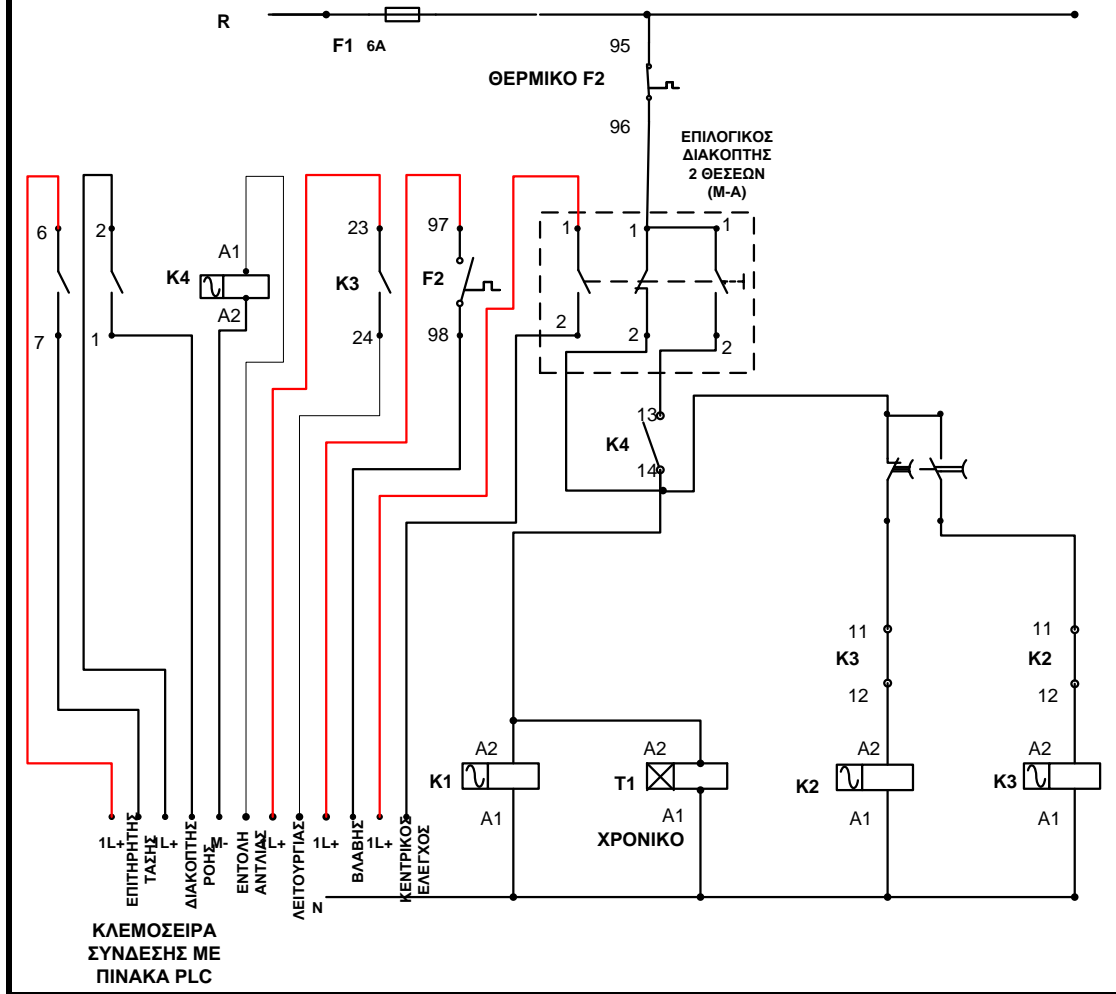 R
F1 6A
95
ΘΕΡΜΙΚΟ F2
96
ΕΠΙΛΟΓΙΚΟΣ
ΔΙΑΚΟΠΤΗΣ
2 ΘΕΣΕΩΝ
(Μ-Α)
6
2
A1
K4
A2
7
1
23
K3
24
97
F2
98
1
1
1
2
2
2
13
K4
14
11
K3
12
11
K2
12
A2
K1
A1
A2
T1
A1
ΧΡΟΝΙΚΟ
A2
K2
A1
A2
K3
A1
1L+
ΕΠΙΤΗΡΗΤΗΣ
ΤΑΣΗΣ
1L+
ΔΙΑΚΟΠΤΗΣ
ΡΟΗΣ
M-
ΕΝΤΟΛΗ
ΑΝΤΛΙΑΣ
1L+
ΛΕΙΤΟΥΡΓΙΑΣ
1L+
ΒΛΑΒΗΣ
1L+
ΚΕΝΤΡΙΚΟΣ
ΕΛΕΓΧΟΣ
N
ΚΛΕΜΟΣΕΙΡΑ
ΣΥΝΔΕΣΗΣ ΜΕ
ΠΙΝΑΚΑ PLC